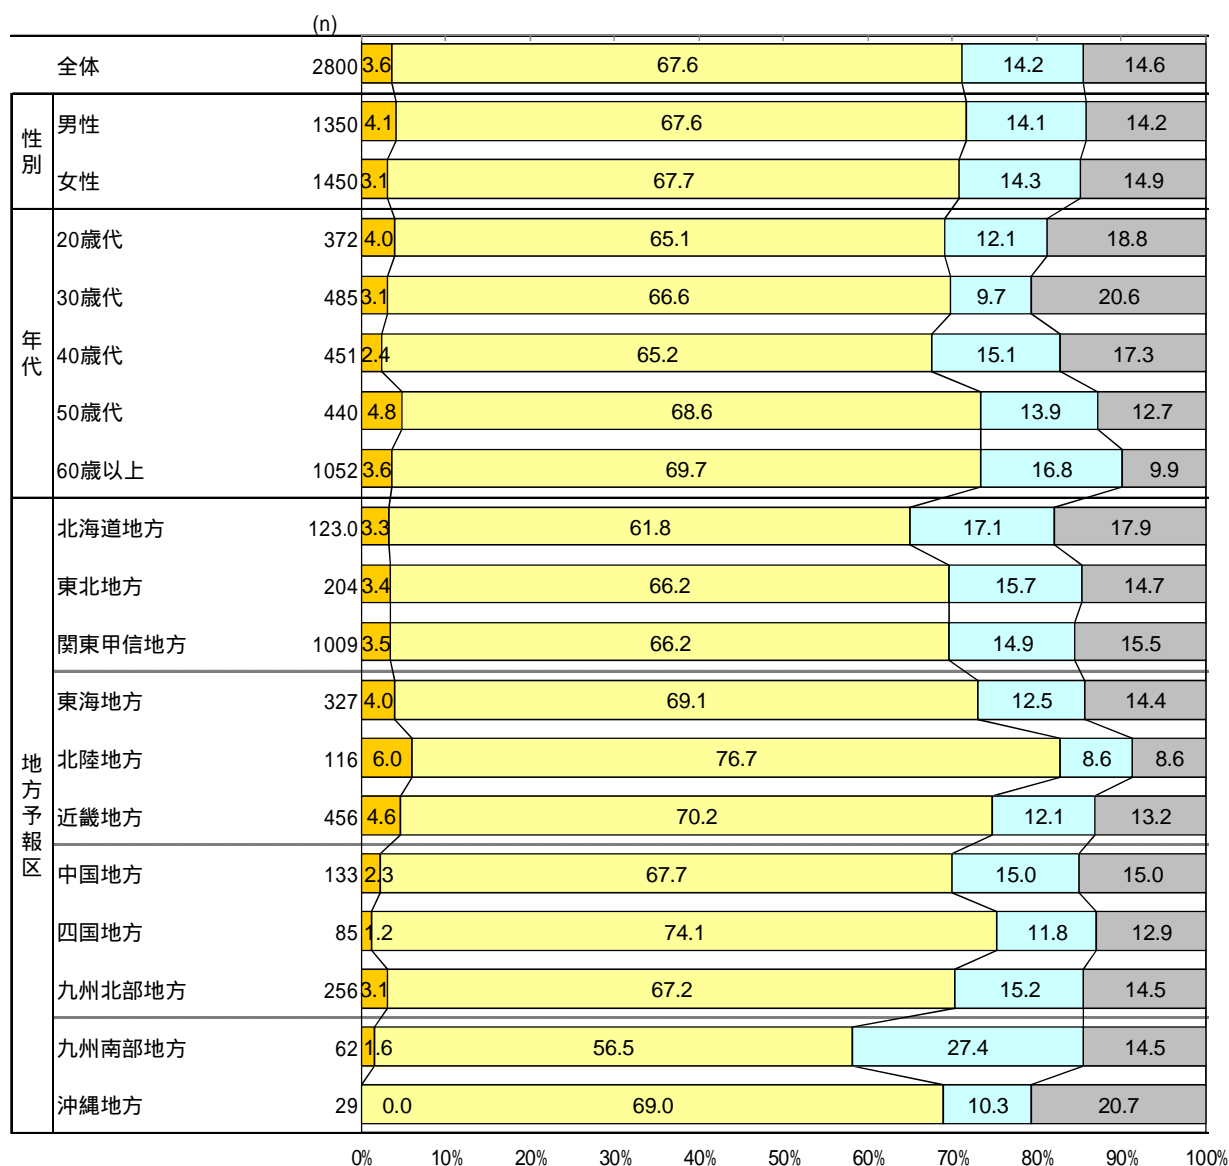 (n)
全体 2800 3.6 67.6 14.2 14.6
性別
男性 1350 4.1 67.6 14.1 14.2
女性 1450 3.1 67.7 14.3 14.9
年代
20歳代 372 4.0 65.1 12.1 18.8
30歳代 485 3.1 66.6 9.7 20.6
40歳代 451 2.4 65.2 15.1 17.3
50歳代 440 4.8 68.6 13.9 12.7
60歳以上 1052 3.6 69.7 16.8 9.9
地方予報区
北海道地方 123.0 3.3 61.8 17.1 17.9
東北地方 204 3.4 66.2 15.7 14.7
関東甲信地方 1009 3.5 66.2 14.9 15.5
東海地方 327 4.0 69.1 12.5 14.4
北陸地方 116 6.0 76.7 8.6 8.6
近畿地方 456 4.6 70.2 12.1 13.2
中国地方 133 2.3 67.7 15.0 15.0
四国地方 85 1.2 74.1 11.8 12.9
九州北部地方 256 3.1 67.2 15.2 14.5
九州南部地方 62 1.6 56.5 27.4 14.5
沖縄地方 29 0.0 69.0 10.3 20.7
0% 10% 20% 30% 40% 50% 60% 70% 80% 90% 100%